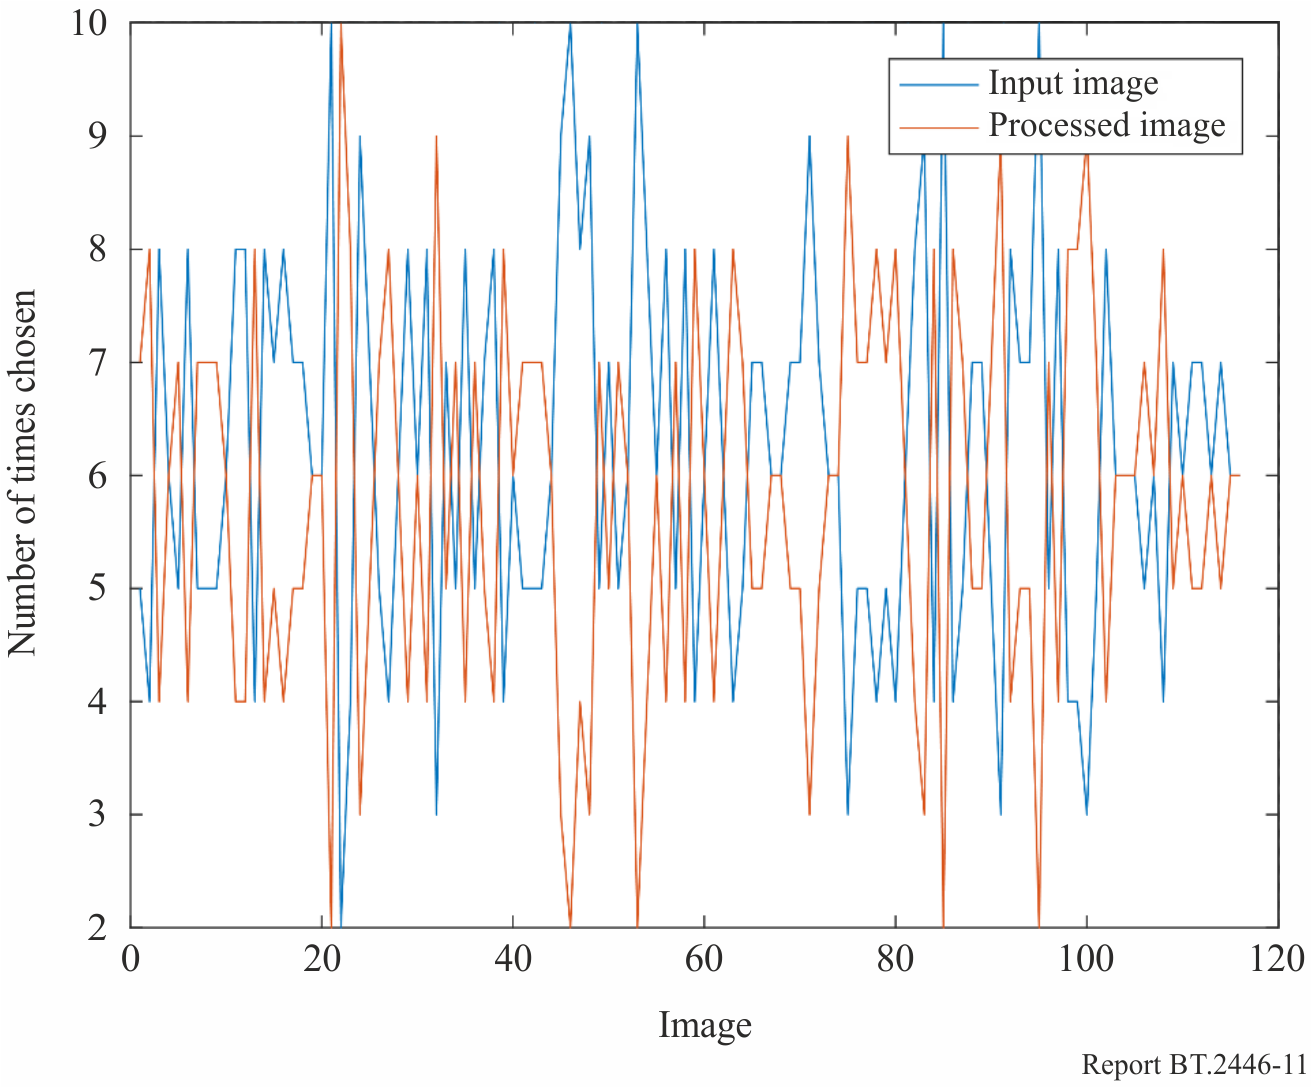 10
9
8
7
6
5
4
3
2
Number of times chosen
Input image
Processed image
0 20 40 60 80 100 120
Image
Report BT.2446-11